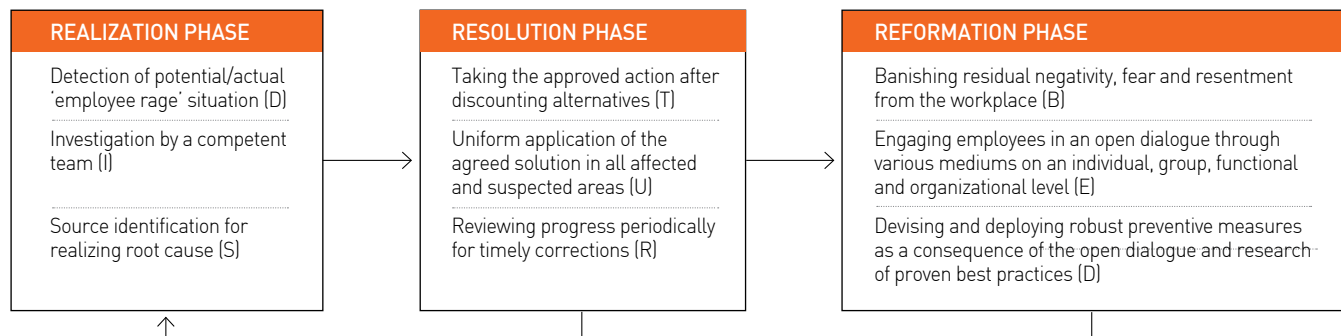 REALIZATION PHASE
Detection of potential/actual
‘employee rage’ situation (D)
Investigation by a competent
team (I)
Source identification for
realizing root cause (S)
RESOLUTION PHASE
Taking the approved action after
discounting alternatives (T)
Uniform application of the
agreed solution in all affected
and suspected areas (U)
Reviewing progress periodically
for timely corrections (R)
REFORMATION PHASE
Banishing residual negativity, fear and resentment
from the workplace (B)
Engaging employees in an open dialogue through
various mediums on an individual, group, functional
and organizational level (E)
Devising and deploying robust preventive measures
as a consequence of the open dialogue and research
of proven best practices (D)